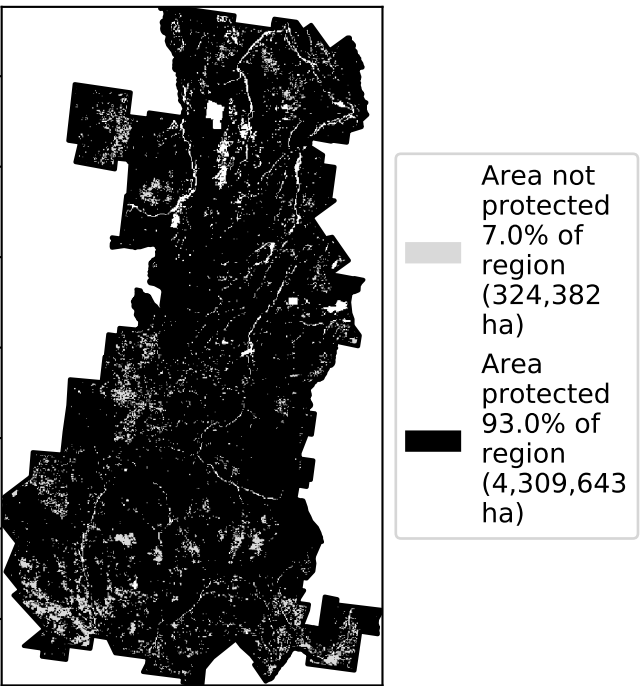 Area not
protected
7.0% of
region
(324,382
ha)
Area
protected
93.0% of
region
(4,309,643
ha)